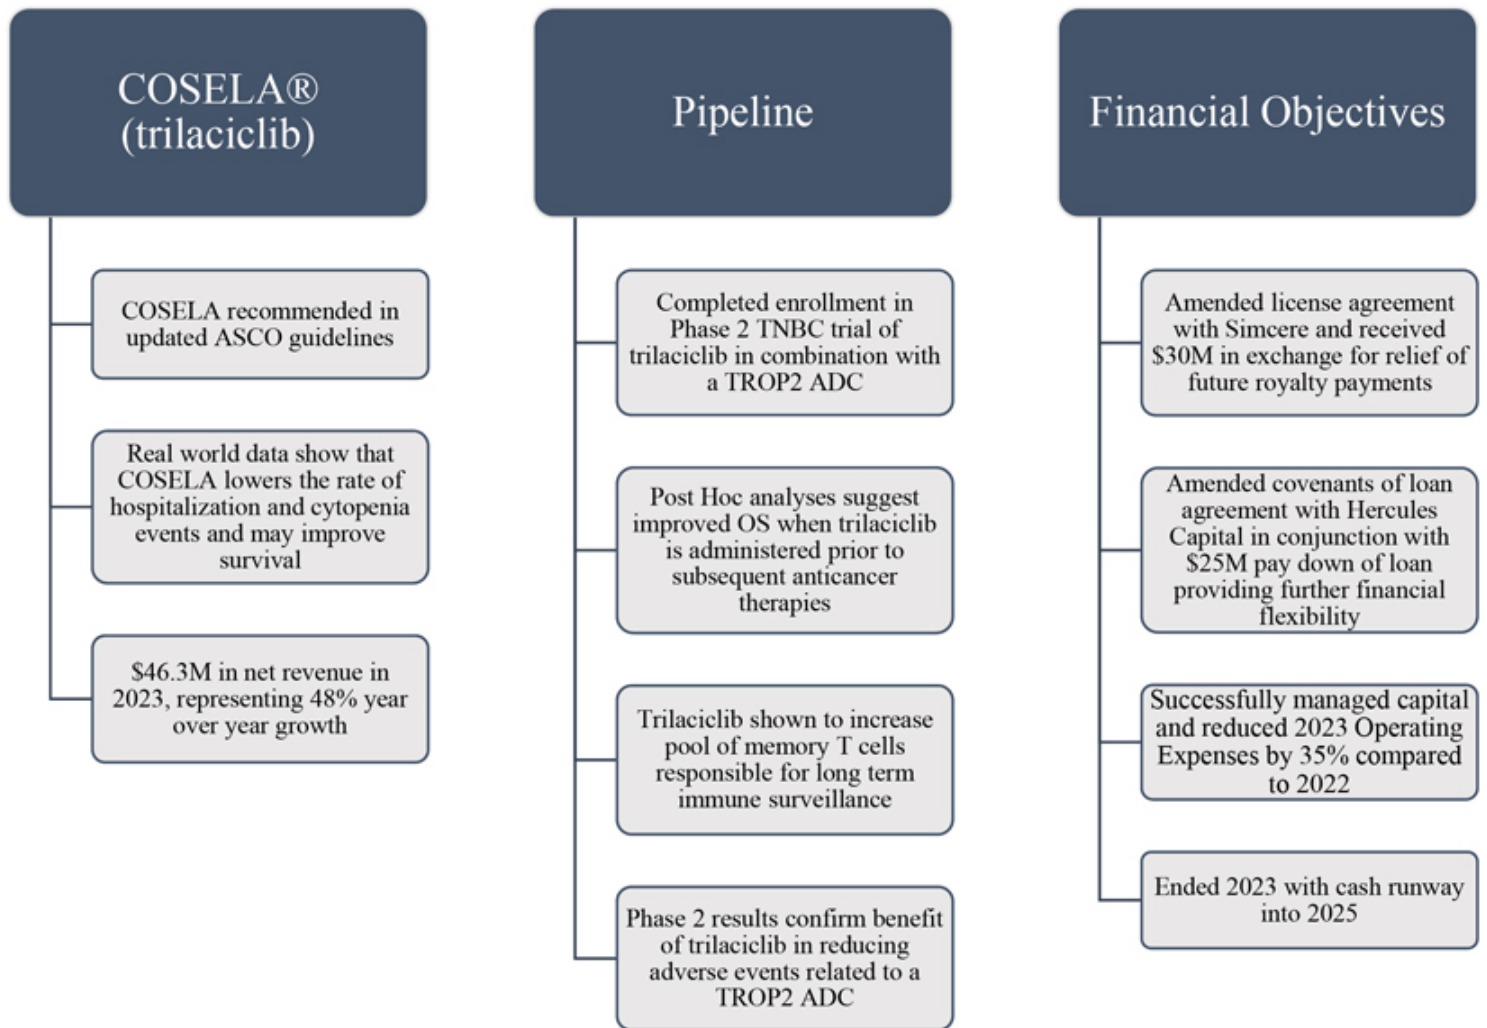 COSELA®
(trilaciclib)
COSELA recommended in
updated ASCO guidelines
Real world data show that
COSELA lowers the rate of
hospitalization and cytopenia
events and may improve
survival
$46.3M in net revenue in
2023, representing 48% year
over year growth
Pipeline
Completed enrollment in
Phase 2 TNBC trial of
trilaciclib in combination with
a TROP2 ADC
Post Hoc analyses suggest
improved OS when trilaciclib
is administered prior to
subsequent anticancer
therapies
Trilaciclib shown to increase
pool of memory T cells
responsible for long term
immune surveillance
Phase 2 results confirm benefit
of trilaciclib in reducing
adverse events related to a
TROP2 ADC
Financial Objectives
Amended license agreement
with Simcere and received
$30M in exchange for relief of
future royalty payments
Amended covenants of loan
agreement with Hercules
Capital in conjunction with
$25M pay down of loan
providing further financial
flexibility
Successfully managed capital
and reduced 2023 Operating
Expenses by 35% compared
to 2022
Ended 2023 with cash runway
into 2025